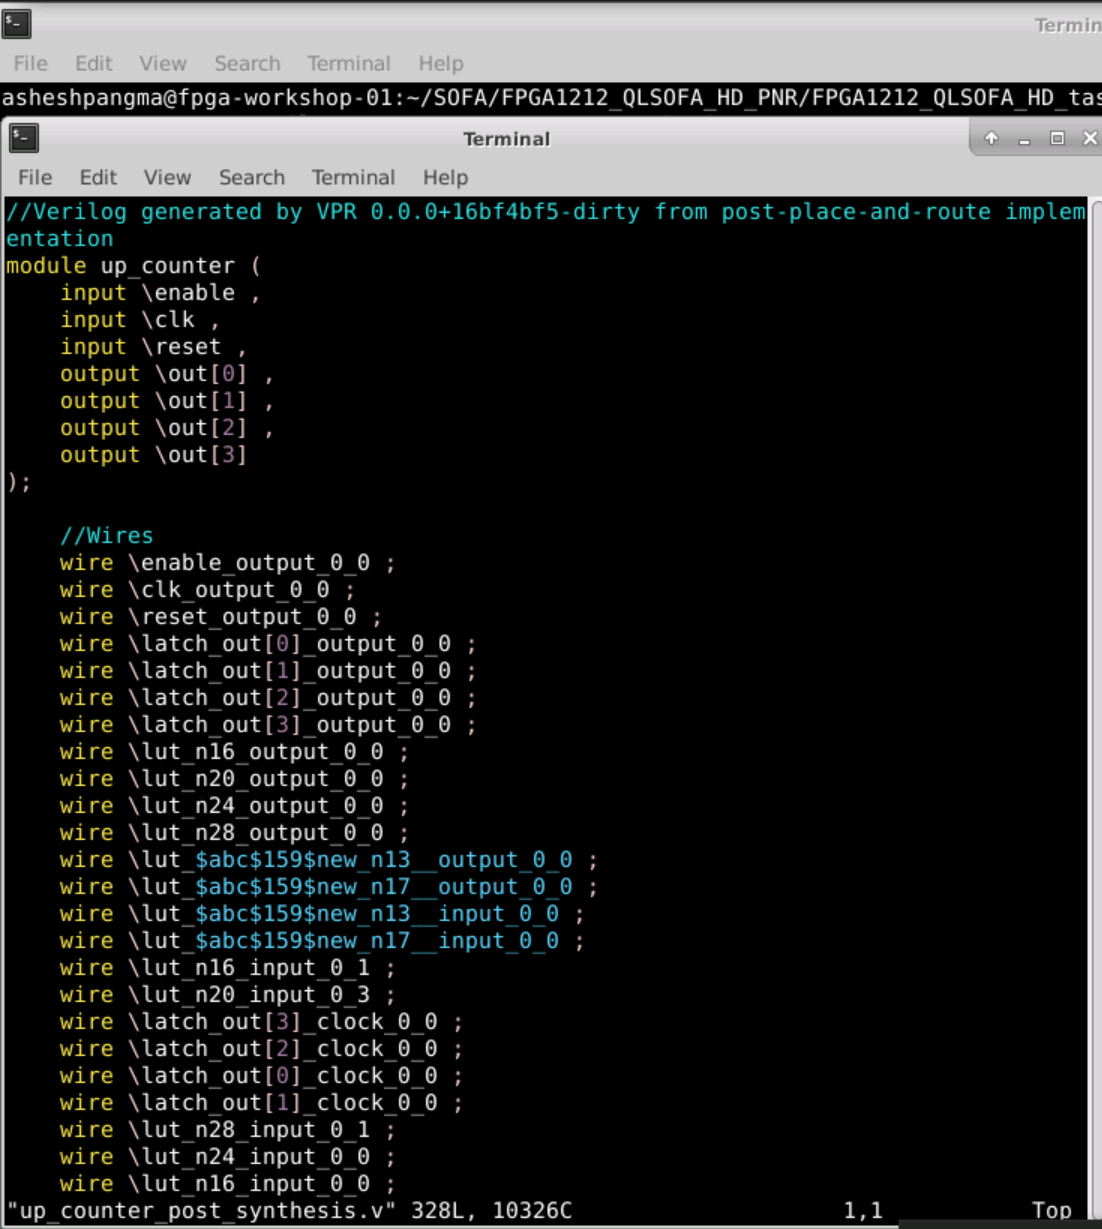 Termin
File Edit View Search Terminal Help
asheshpangma@fpga-workshop-01:~/SOFA/FPGA1212_QLSOFA_HD_PNR/FPGA1212_QLSOFA_HD_tas
Terminal
File Edit View Search Terminal Help
//Verilog generated by VPR 0.0.0+16bf4bf5-dirty from post-place-and-route implem
entation
module up_counter (
    input \enable ,
    input \clk ,
    input \reset ,
    output \out[0] ,
    output \out[1] ,
    output \out[2] ,
    output \out[3]
);
    //Wires
    wire \enable_output_0_0 ;
    wire \clk_output_0_0 ;
    wire \reset_output_0_0 ;
    wire \latch_out[0]_output_0_0 ;
    wire \latch_out[1]_output_0_0 ;
    wire \latch_out[2]_output_0_0 ;
    wire \latch_out[3]_output_0_0 ;
    wire \lut_n16_output_0_0 ;
    wire \lut_n20_output_0_0 ;
    wire \lut_n24_output_0_0 ;
    wire \lut_n28_output_0_0 ;
    wire \lut_$abc$159$new_n13__output_0_0 ;
    wire \lut_$abc$159$new_n17__output_0_0 ;
    wire \lut_$abc$159$new_n13__input_0_0 ;
    wire \lut_$abc$159$new_n17__input_0_0 ;
    wire \lut_n16_input_0_1 ;
    wire \lut_n20_input_0_3 ;
    wire \latch_out[3]_clock_0_0 ;
    wire \latch_out[2]_clock_0_0 ;
    wire \latch_out[0]_clock_0_0 ;
    wire \latch_out[1]_clock_0_0 ;
    wire \lut_n28_input_0_1 ;
    wire \lut_n24_input_0_0 ;
    wire \lut_n16_input_0_0 ;
"up_counter_post_synthesis.v" 328L, 10326C 1,1 Top